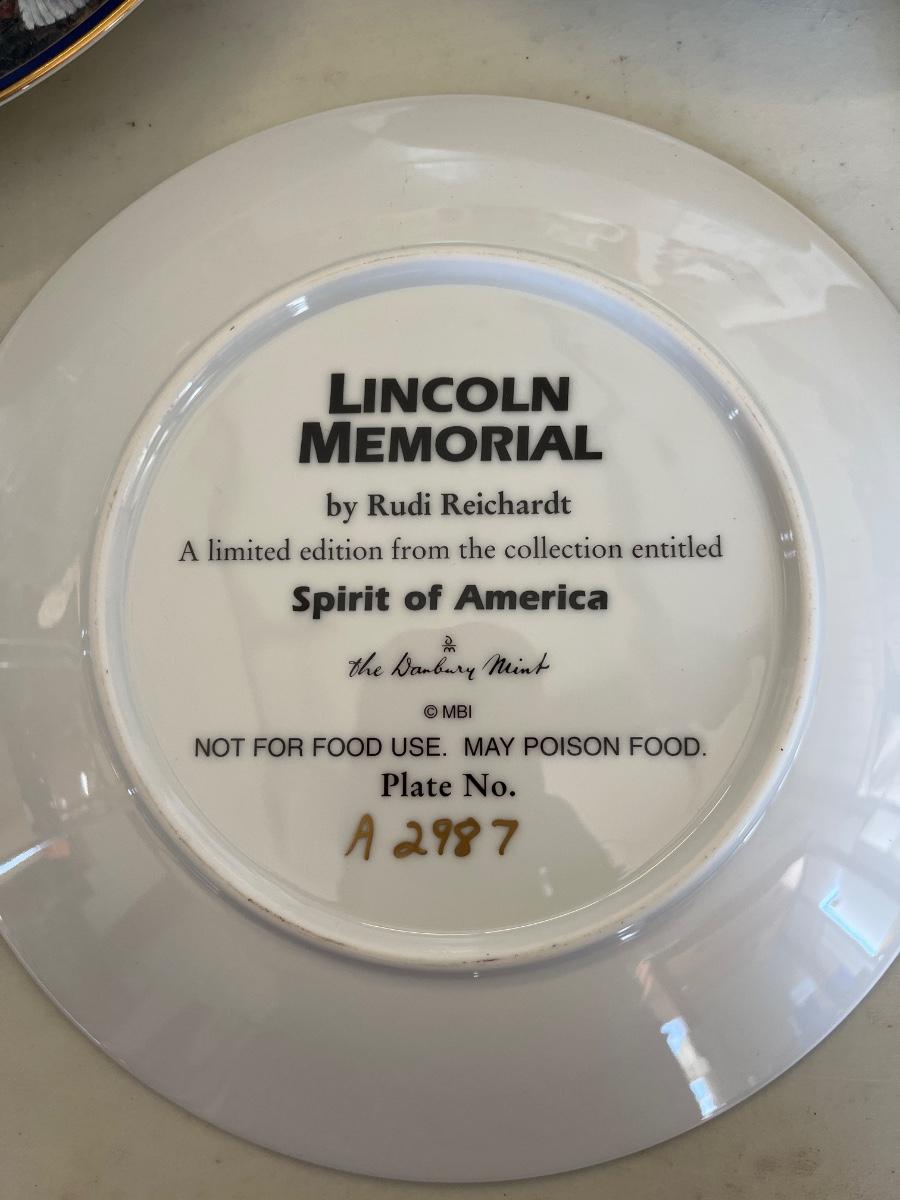 LINCOLN
MEMORIAL
by Rudi Reichardt
A limited edition from the collection entitled
Spirit of America
DM
the Danbury Mint
© MBI
NOT FOR FOOD USE. MAY POISON FOOD.
Plate No.
A 2987